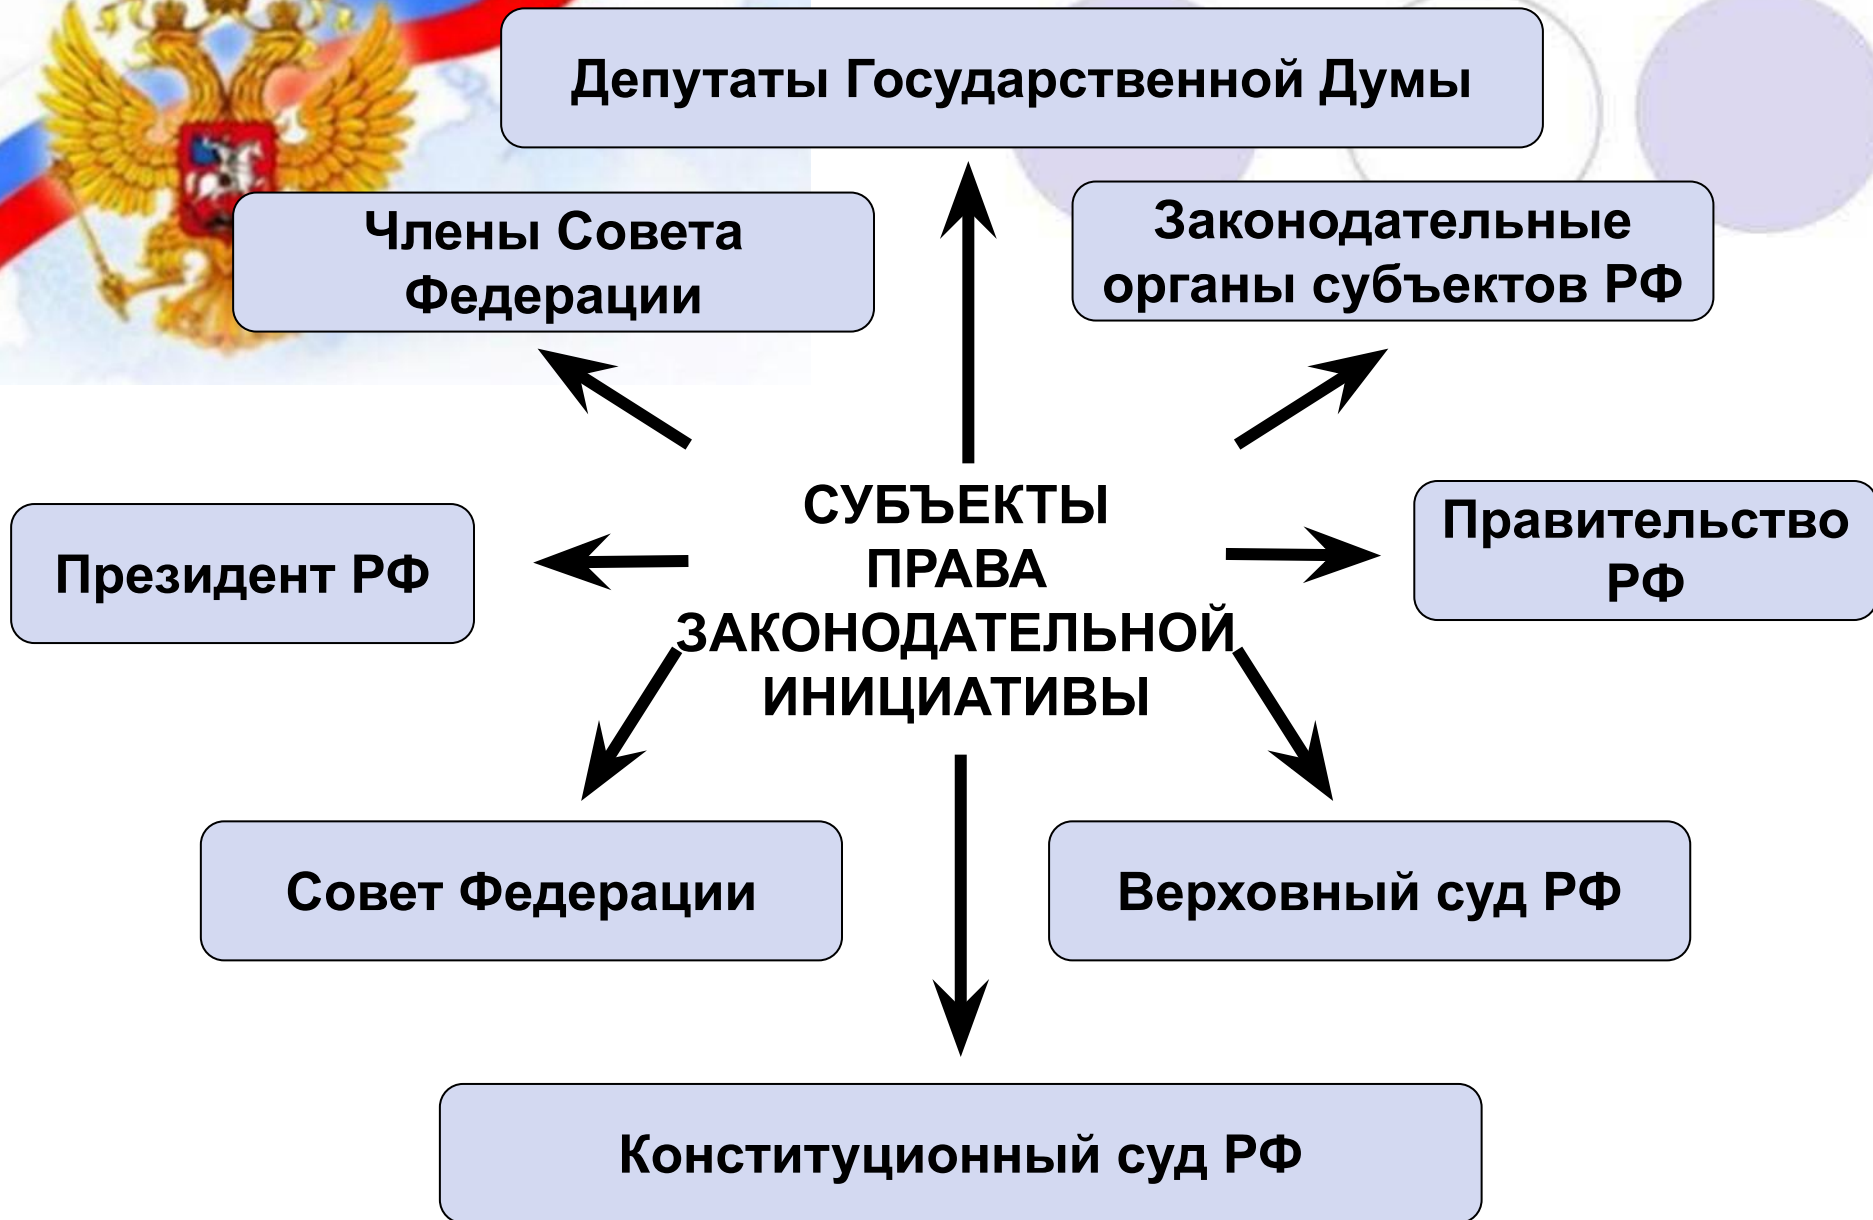 Депутаты Государственной Думы
Члены Совета
Федерации
Законодательные
органы субъектов РФ
Президент РФ
СУБЪЕКТЫ
ПРАВА
ЗАКОНОДАТЕЛЬНОЙ
ИНИЦИАТИВЫ
Правительство
РФ
Совет Федерации
Верховный суд РФ
Конституционный суд РФ